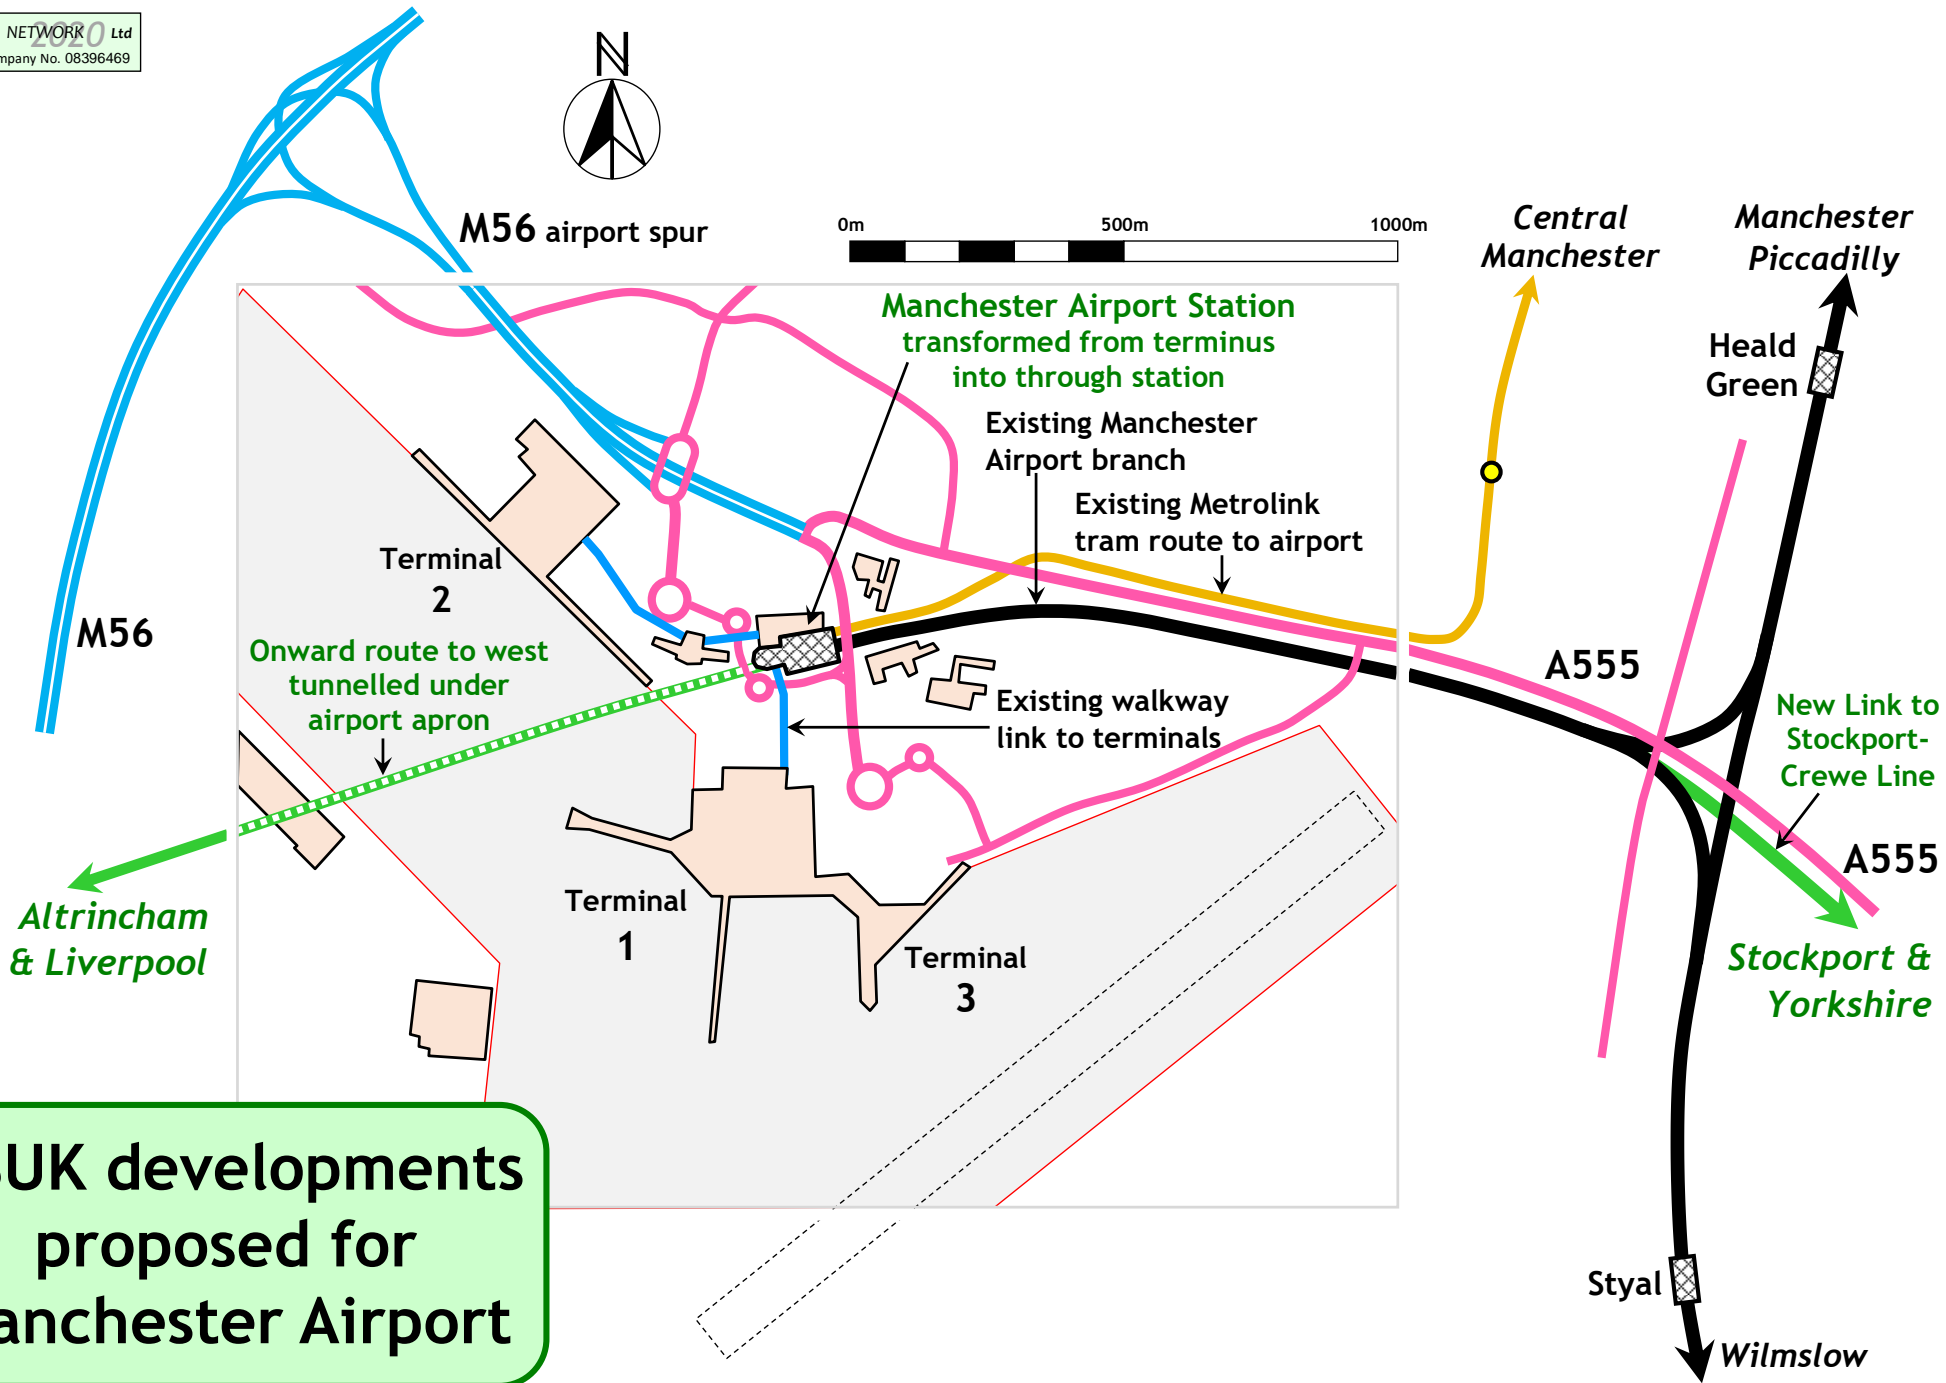 NETWORK 2020 Ltd
Company No. 08396469
N
M56 airport spur
0m 500m 1000m
Central
Manchester
Manchester
Piccadilly
Manchester Airport Station
transformed from terminus
into through station
Heald
Green
Existing Manchester
Airport branch
Existing Metrolink
tram route to airport
Terminal
2
M56
Onward route to west
tunnelled under
airport apron
A555
Existing walkway
link to terminals
New Link to
Stockport-
Crewe Line
A555
Altrincham
& Liverpool
Terminal
1
Terminal
3
Stockport &
Yorkshire
UK developments
proposed for
anchester Airport
Styal
Wilmslow